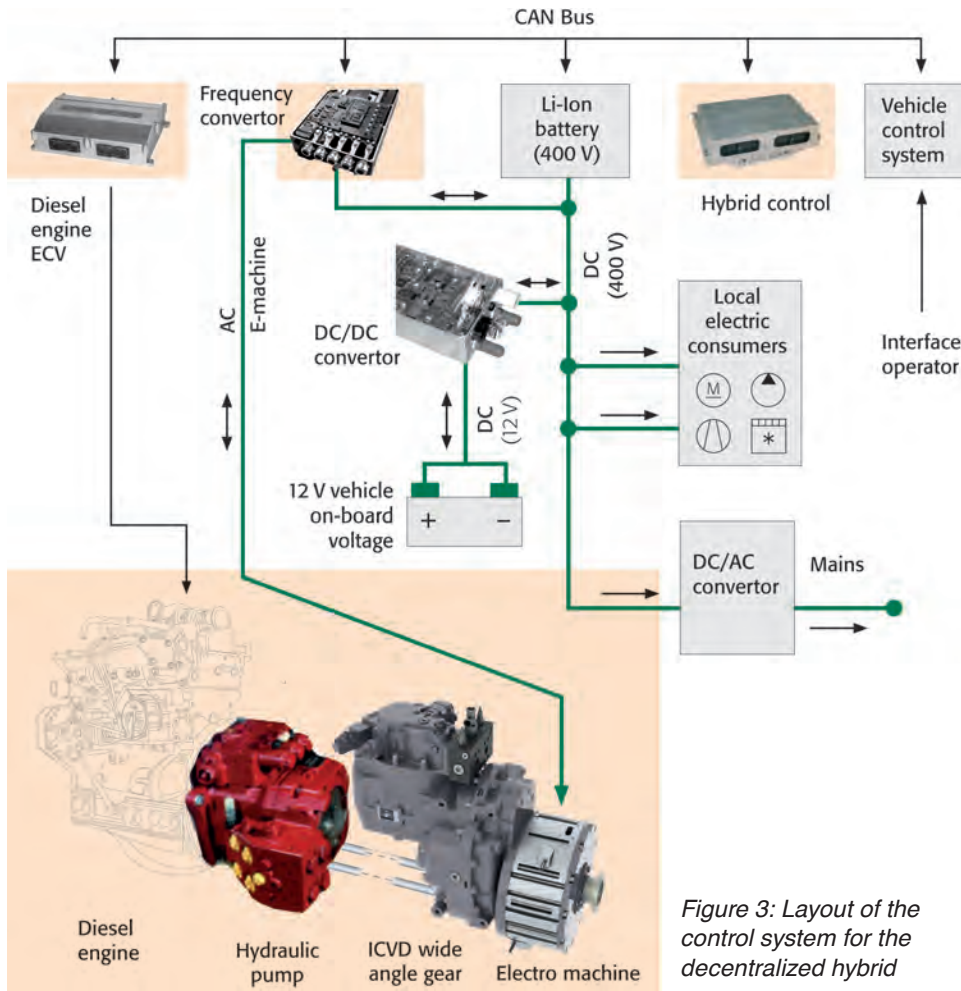 CAN Bus
Frequency
convertor
Li-Ion
battery
(400 V)
Vehicle
control
system
Diesel
engine
ECV
Hybrid control
AC
E-machine
DC/DC
convertor
DC
(400 V)
Local
electric
consumers
M
Interface
operator
DC
(12 V)
12 V vehicle
on-board
voltage
+ −
*
DC/AC
convertor
Mains
Diesel
engine
Hydraulic
pump
ICVD wide
angle gear
Electro machine
Figure 3: Layout of the
control system for the
decentralized hybrid